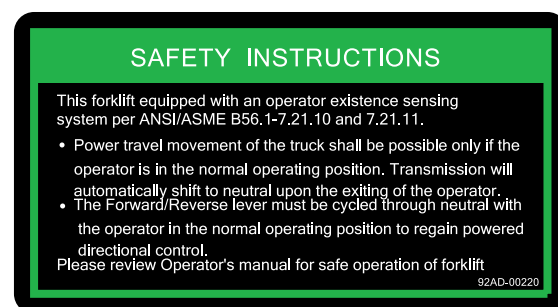 SAFETY INSTRUCTIONS
This forklift equipped with an operator existence sensing
system per ANSI/ASME B56.1-7.21.10 and 7.21.11.
• Power travel movement of the truck shall be possible only if the
operator is in the normal operating position. Transmission will
automatically shift to neutral upon the exiting of the operator.
• The Forward/Reverse lever must be cycled through neutral with
the operator in the normal operating position to regain powered
directional control.
Please review Operator's manual for safe operation of forklift
92AD-00220